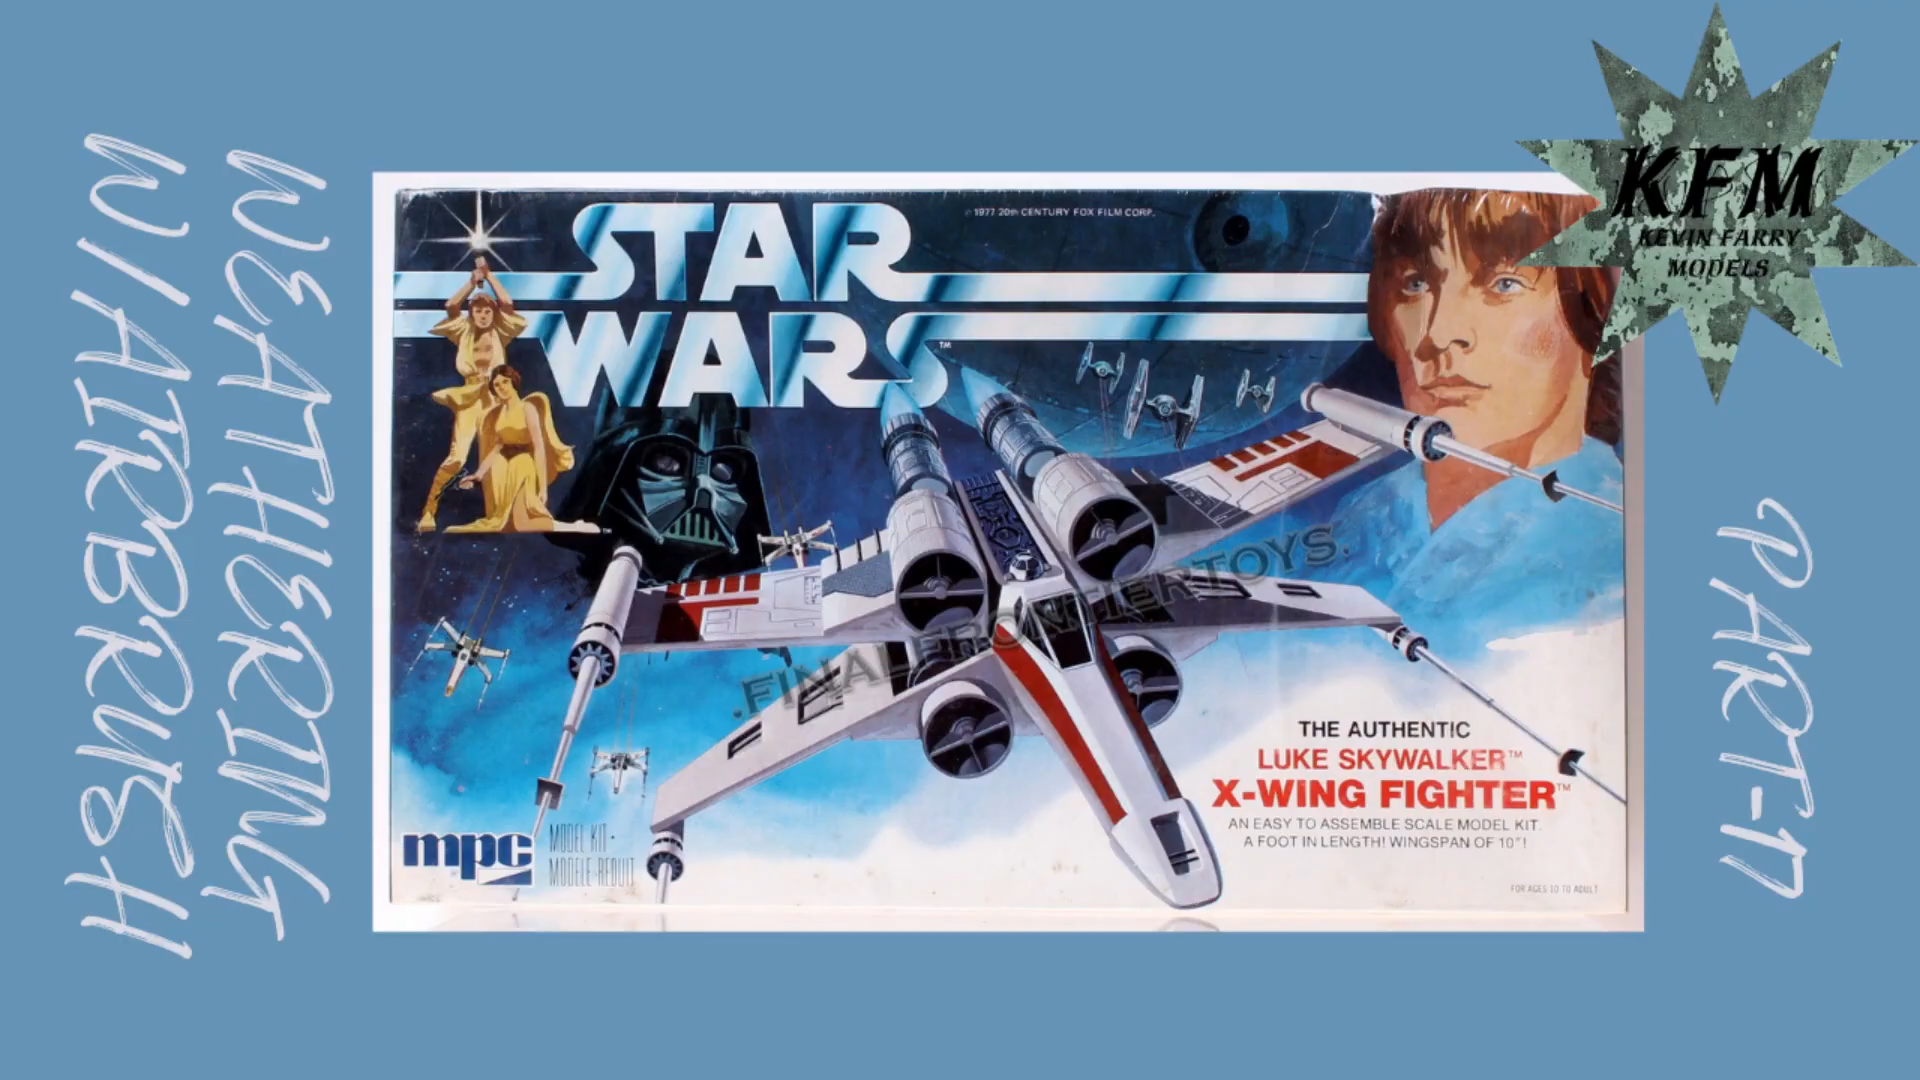 WEATHERING
W/AIRBRUSH
STAR
WARS™
© 1977 20th CENTURY FOX FILM CORP.
KFM
KEVIN FARRY
MODELS
.FINALFRONTIERTOYS.
THE AUTHENTIC
LUKE SKYWALKER™
X-WING FIGHTER™
AN EASY TO ASSEMBLE SCALE MODEL KIT.
A FOOT IN LENGTH! WINGSPAN OF 10"!
mpc
MODEL KIT •
MODELE REDUIT
FOR AGES 10 TO ADULT
PART-17